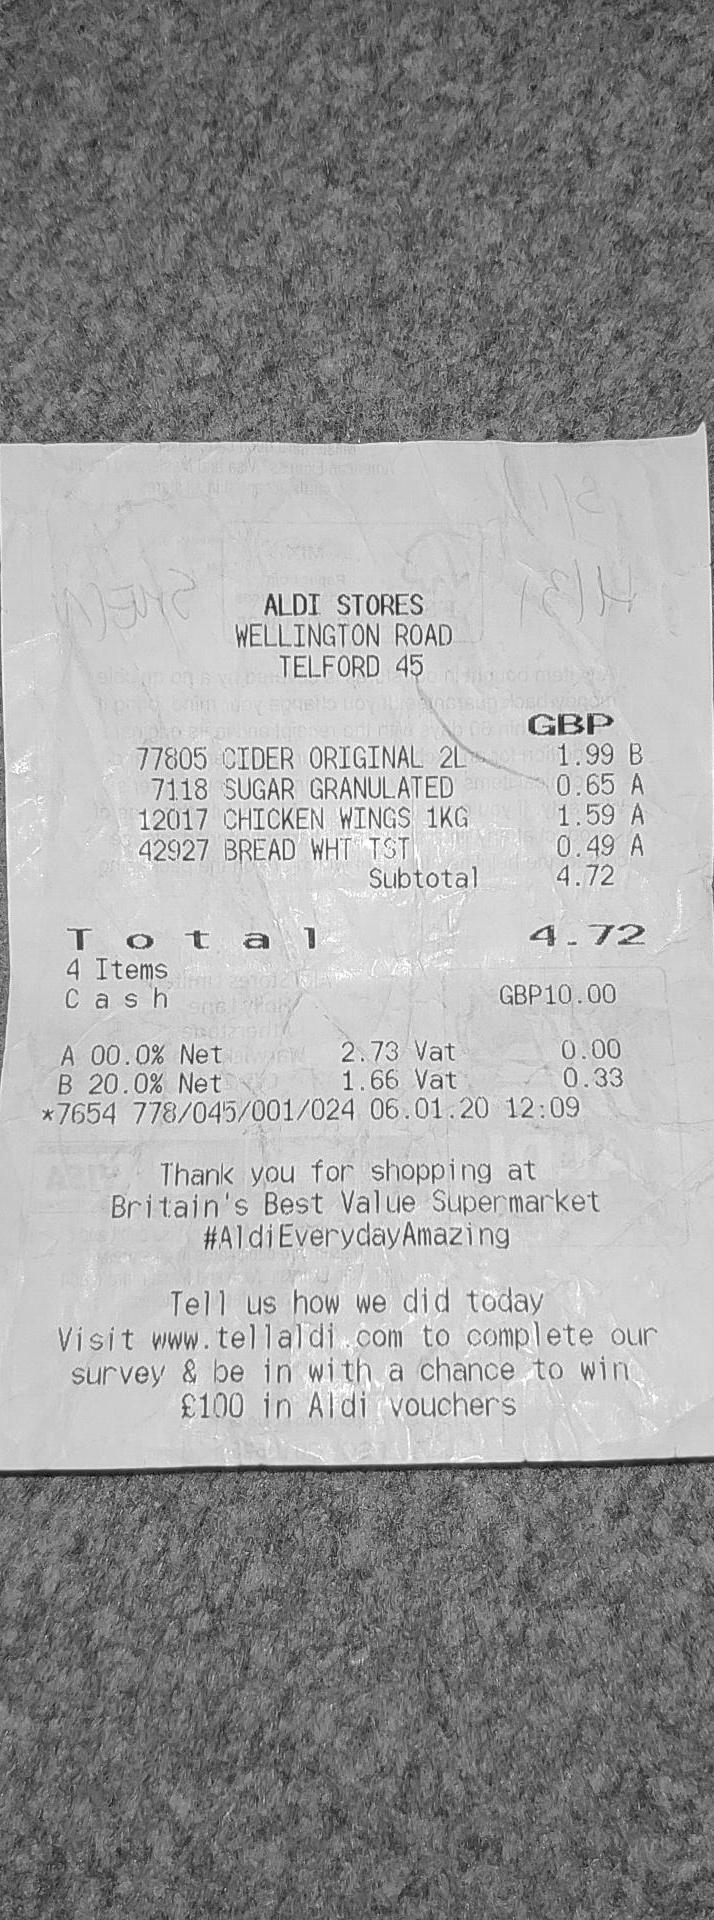 ALDI STORES
WELLINGTON ROAD
TELFORD 45
GBP
77805 CIDER ORIGINAL 2L 1.99 B
7118 SUGAR GRANULATED 0.65 A
12017 CHICKEN WINGS 1KG 1.59 A
42927 BREAD WHT TST 0.49 A
Subtotal 4.72
Total 4.72
4 Items
Cash GBP10.00
A 00.0% Net 2.73 Vat 0.00
B 20.0% Net 1.66 Vat 0.33
*7654 778/045/001/024 06.01.20 12:09
Thank you for shopping at
Britain's Best Value Supermarket
#AldiEverydayAmazing
Tell us how we did today
Visit www.tellaldi.com to complete our
survey & be in with a chance to win
£100 in Aldi vouchers